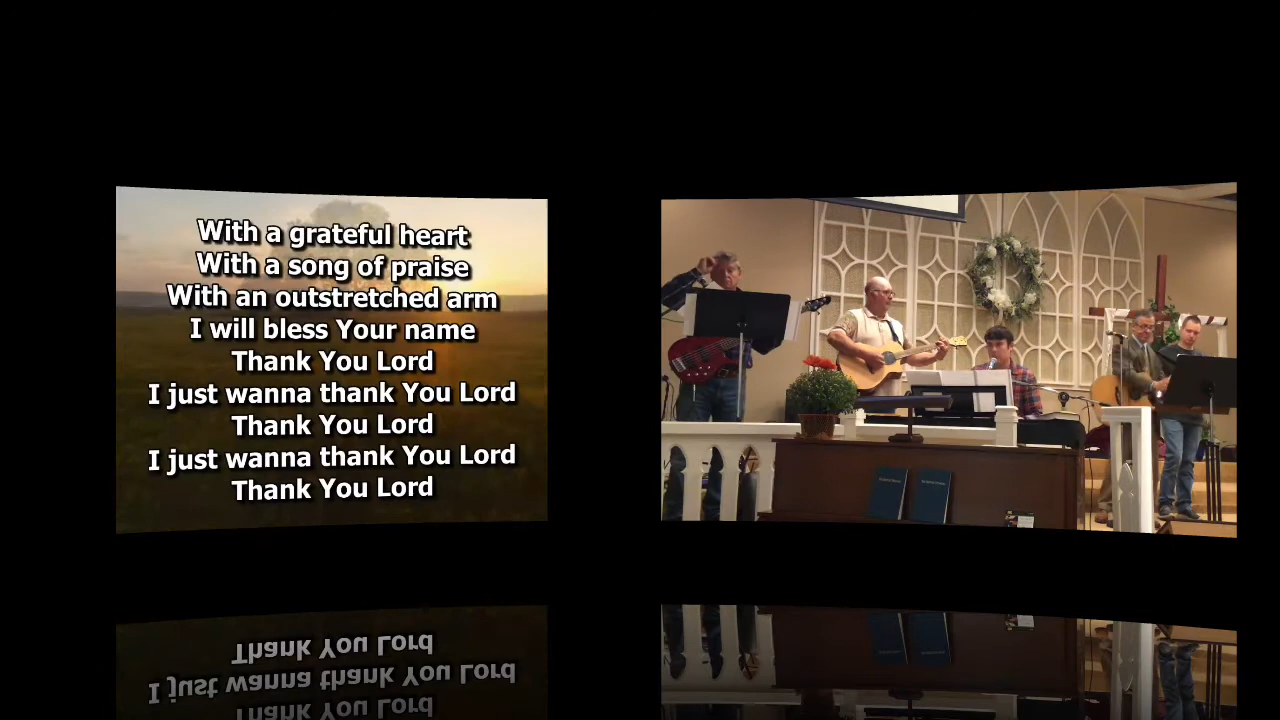 With a grateful heart
With a song of praise
With an outstretched arm
I will bless Your name
Thank You Lord
I just wanna thank You Lord
Thank You Lord
I just wanna thank You Lord
Thank You Lord